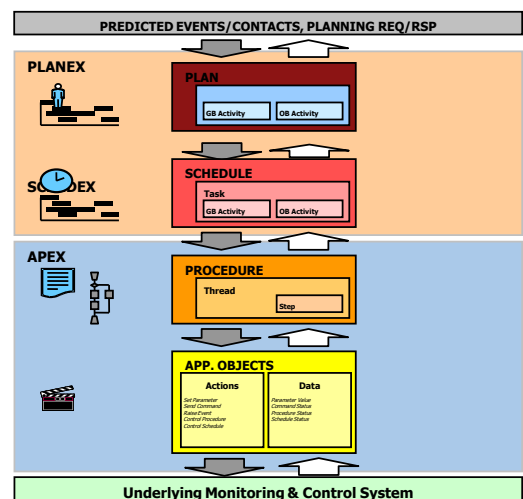 PREDICTED EVENTS/CONTACTS, PLANNING REQ/RSP
PLANEX
PLAN
GB Activity
OB Activity
SCHEDULE
Task
GB Activity
OB Activity
APEX
PROCEDURE
Thread
Step
APP. OBJECTS
Actions
Set Parameter
Send Command
Raise Event
Control Procedure
Control Schedule
Data
Parameter Value
Command Status
Procedure Status
Schedule Status
Underlying Monitoring & Control System